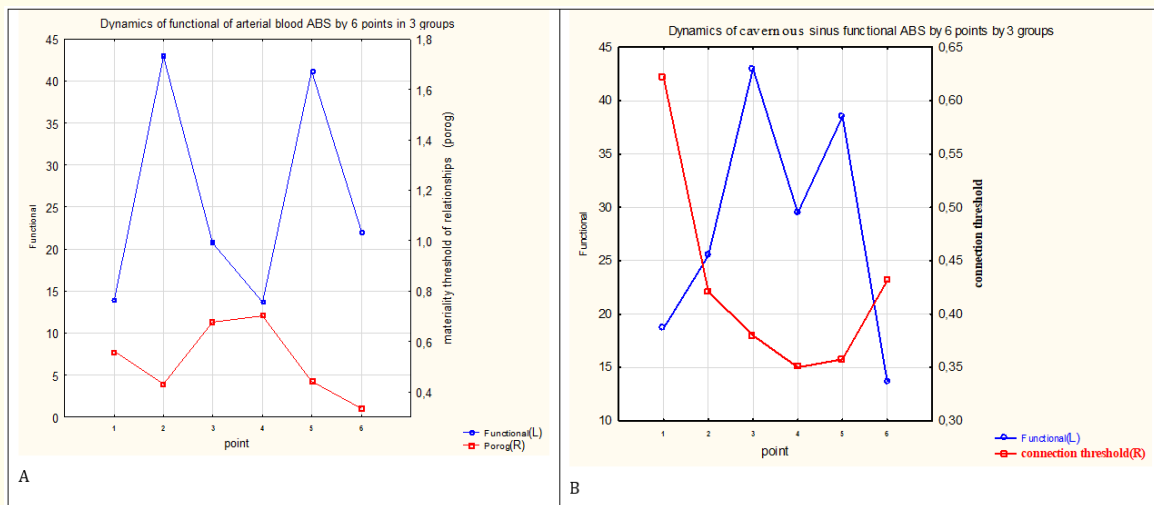 Dynamics of functional of arterial blood ABS by 6 points in 3 groups
45
40
35
30
25
20
15
10
5
0
Functional
1,8
1,6
1,4
1,2
1,0
0,8
0,6
0,4
materiality threshold of relationships (porog)
1 2 3 4 5 6
point
Functional(L)
Porog(R)
A
Dynamics of cavernous sinus functional ABS by 6 points by 3 groups
45
40
35
30
25
20
15
10
Functional
0,65
0,60
0,55
0,50
0,45
0,40
0,35
0,30
connection threshold
1 2 3 4 5 6
point
Functional(L)
connection threshold(R)
B